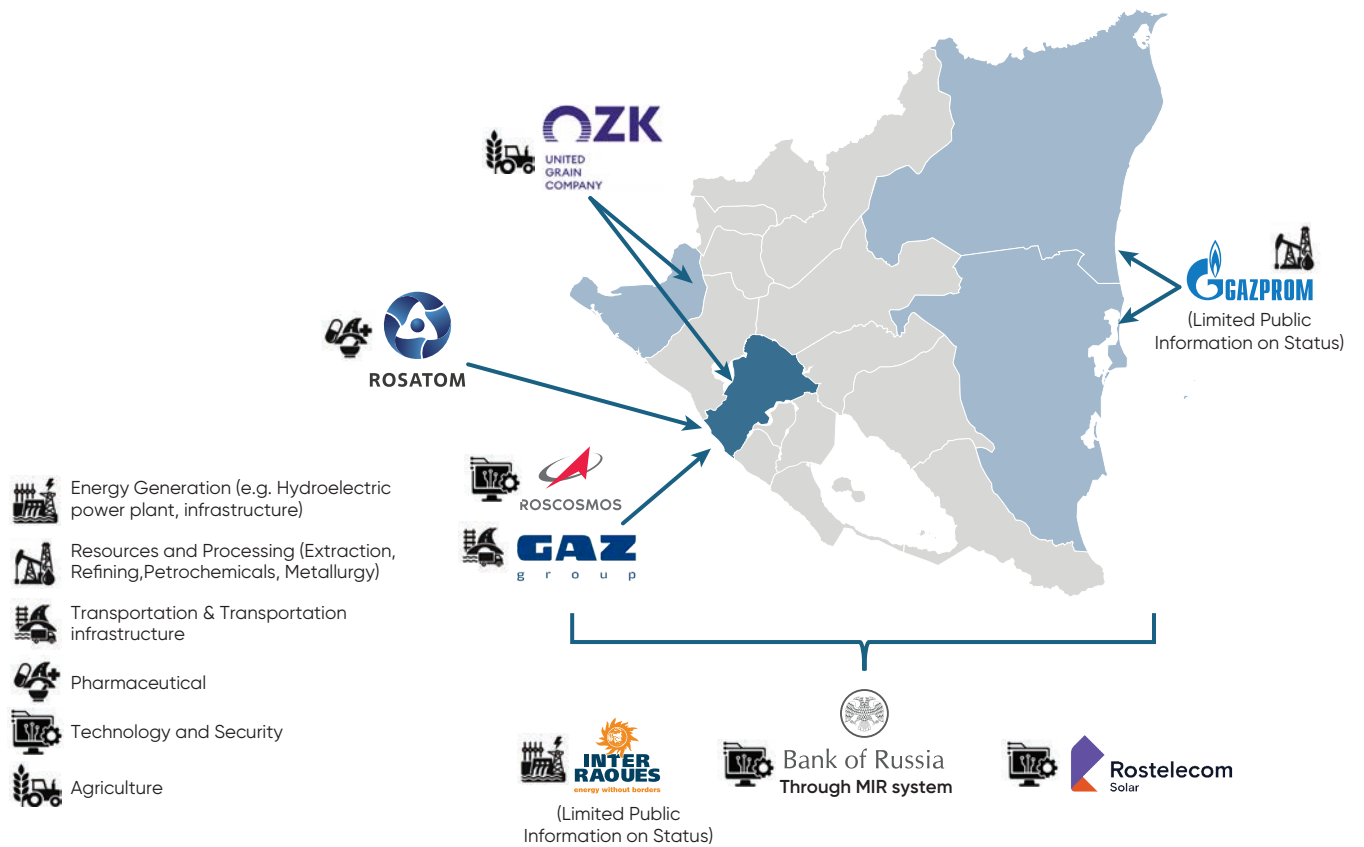 OZK
UNITED
GRAIN
COMPANY
ROSATOM
GAZPROM
(Limited Public
Information on Status)
ROSCOSMOS
GAZ
group
Energy Generation (e.g. Hydroelectric
power plant, infrastructure)
Resources and Processing (Extraction,
Refining,Petrochemicals, Metallurgy)
Transportation & Transportation
infrastructure
Pharmaceutical
Technology and Security
Agriculture
INTER
RAOUES
energy without borders
(Limited Public
Information on Status)
Bank of Russia
Through MIR system
Rostelecom
Solar